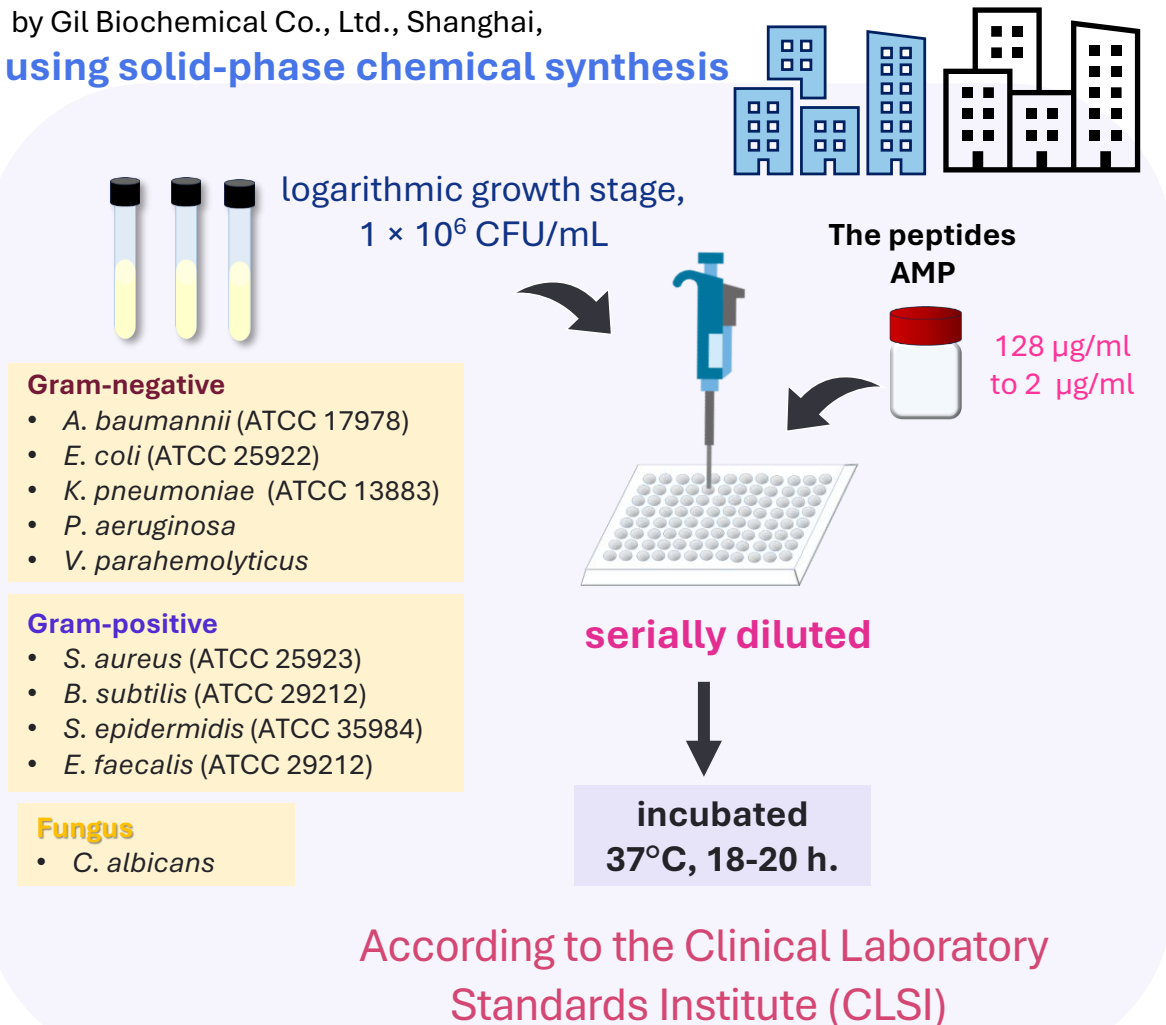 by Gil Biochemical Co., Ltd., Shanghai,
using solid-phase chemical synthesis
logarithmic growth stage,
1 × 10⁶ CFU/mL
The peptides
AMP
128 µg/ml
to 2 µg/ml
Gram-negative
• A. baumannii (ATCC 17978)
• E. coli (ATCC 25922)
• K. pneumoniae (ATCC 13883)
• P. aeruginosa
• V. parahemolyticus
Gram-positive
• S. aureus (ATCC 25923)
• B. subtilis (ATCC 29212)
• S. epidermidis (ATCC 35984)
• E. faecalis (ATCC 29212)
Fungus
• C. albicans
serially diluted
incubated
37°C, 18-20 h.
According to the Clinical Laboratory
Standards Institute (CLSI)